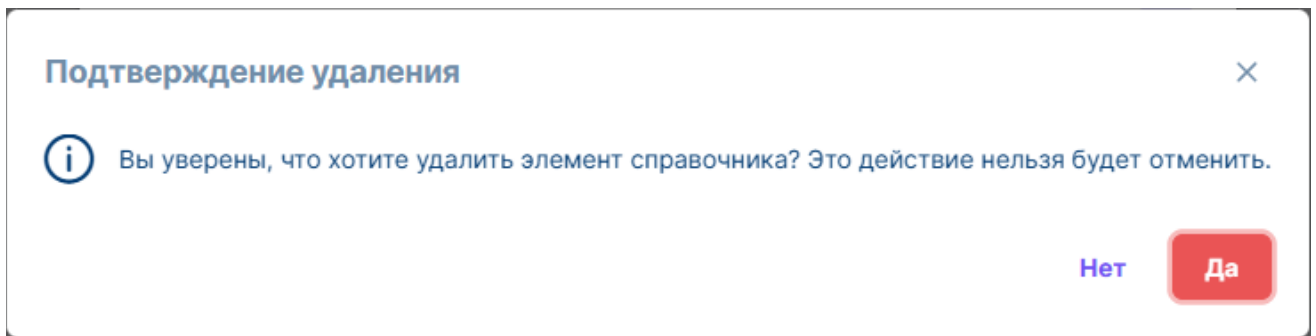 Подтверждение удаления
Вы уверены, что хотите удалить элемент справочника? Это действие нельзя будет отменить.
Нет Да